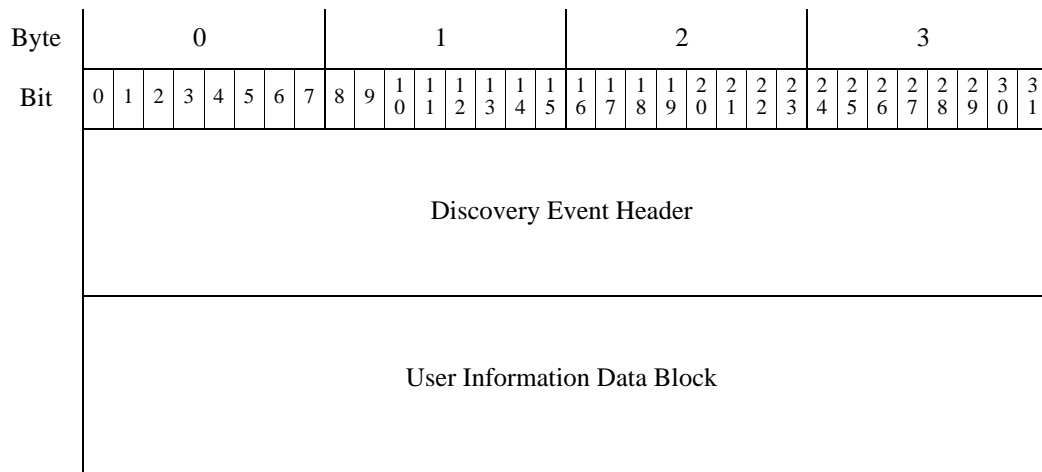 Byte 0 1 2 3
Bit 0 1 2 3 4 5 6 7 8 9 10 11 12 13 14 15 16 17 18 19 20 21 22 23 24 25 26 27 28 29 30 31
Discovery Event Header
User Information Data Block